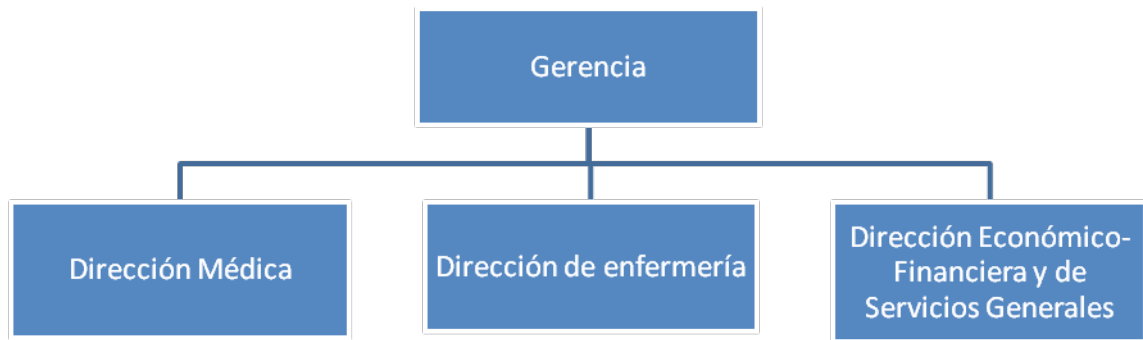 Gerencia
Dirección Médica
Dirección de enfermería
Dirección Económico-
Financiera y de
Servicios Generales